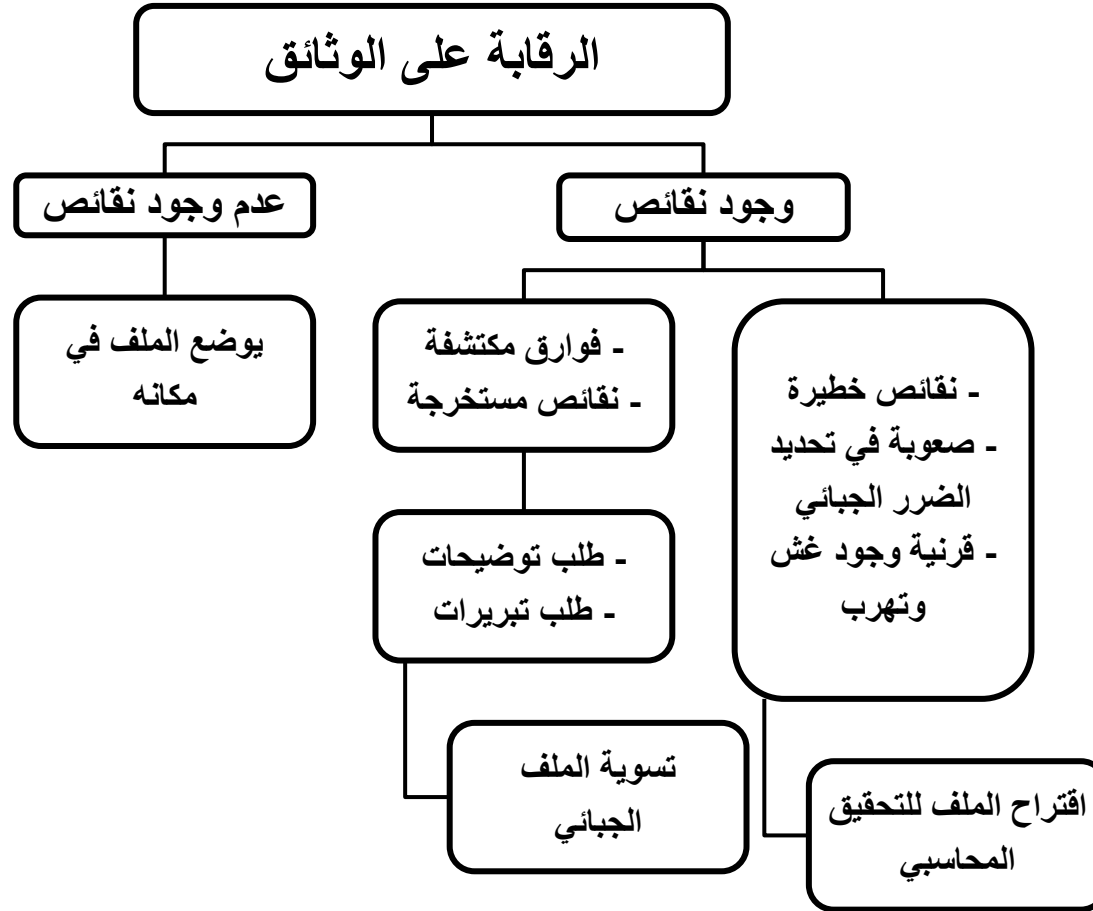 الرقابة على الوثائق
وجود نقائص
عدم وجود نقائص
- نقائص خطيرة
- صعوبة في تحديد
الضرر الجبائي
- قرنية وجود غش
وتهرب
- فوارق مكتشفة
- نقائص مستخرجة
يوضع الملف في
مكانه
- طلب توضيحات
- طلب تبريرات
تسوية الملف
الجبائي
اقتراح الملف للتحقيق
المحاسبي